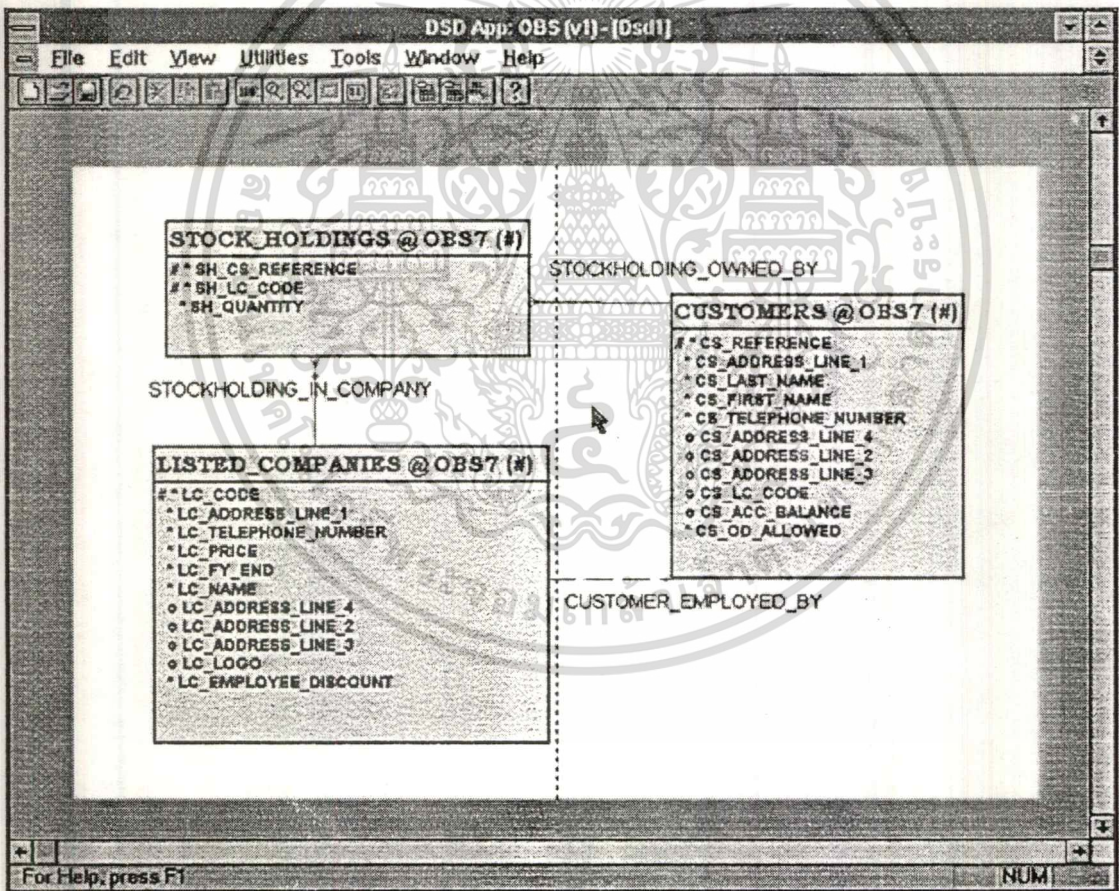 DSD App: OBS (v1) - [Dsd1]
File Edit View Utilities Tools Window Help
STOCK_HOLDINGS @ OBS7 (#)
#* SH_CS_REFERENCE
#* SH_LC_CODE
* SH_QUANTITY
STOCKHOLDING_OWNED_BY
CUSTOMERS @ OBS7 (#)
#* CS_REFERENCE
* CS_ADDRESS_LINE_1
* CS_LAST_NAME
* CS_FIRST_NAME
* CS_TELEPHONE_NUMBER
o CS_ADDRESS_LINE_4
o CS_ADDRESS_LINE_2
o CS_ADDRESS_LINE_3
o CS_LC_CODE
o CS_ACC_BALANCE
* CS_OD_ALLOWED
STOCKHOLDING_IN_COMPANY
LISTED_COMPANIES @ OBS7 (#)
#* LC_CODE
* LC_ADDRESS_LINE_1
* LC_TELEPHONE_NUMBER
* LC_PRICE
* LC_FY_END
* LC_NAME
o LC_ADDRESS_LINE_4
o LC_ADDRESS_LINE_2
o LC_ADDRESS_LINE_3
o LC_LOGO
* LC_EMPLOYEE_DISCOUNT
CUSTOMER_EMPLOYED_BY
For Help, press F1
NUM